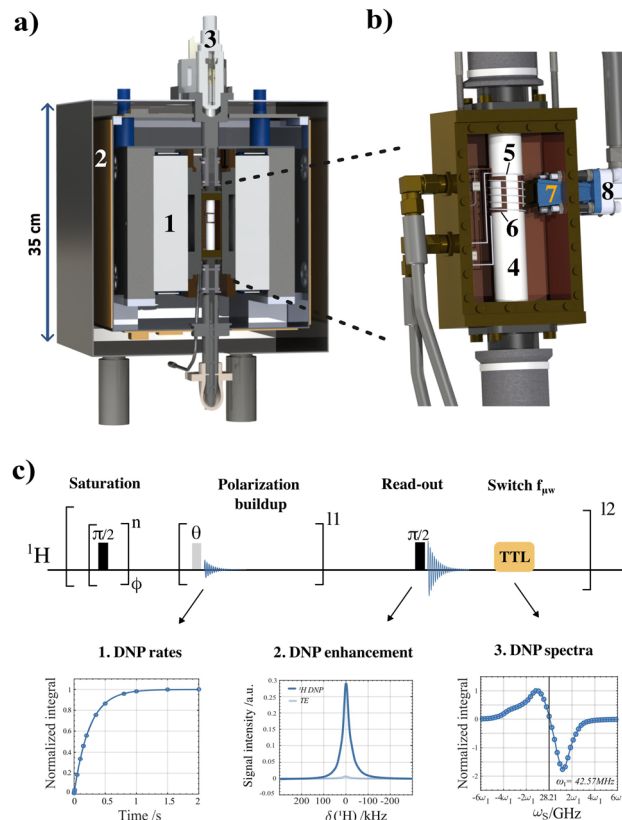 a)
b)
3
2
1
35 cm
5
6
7
8
4
c)
Saturation
Polarization
buildup
Read-out
Switch fμw
¹H
π/2
n
ϕ
θ
l1
π/2
TTL
l2
1. DNP rates
2. DNP enhancement
3. DNP spectra
Normalized integral
1
0.8
0.6
0.4
0.2
0
0 0.5 1 1.5 2
Time /s
Signal intensity /a.u.
0.3
0.25
0.2
0.15
0.1
0.05
0
¹H DNP
TE
200 100 0 -100 -200
δ(¹H) / kHz
Normalized integral
1
0
-1
-2
ω₁= 42.57MHz
-6ω₁ -4ω₁ -2ω₁ 28.21 2ω₁ 4ω₁ 6ω₁
ωS/GHz